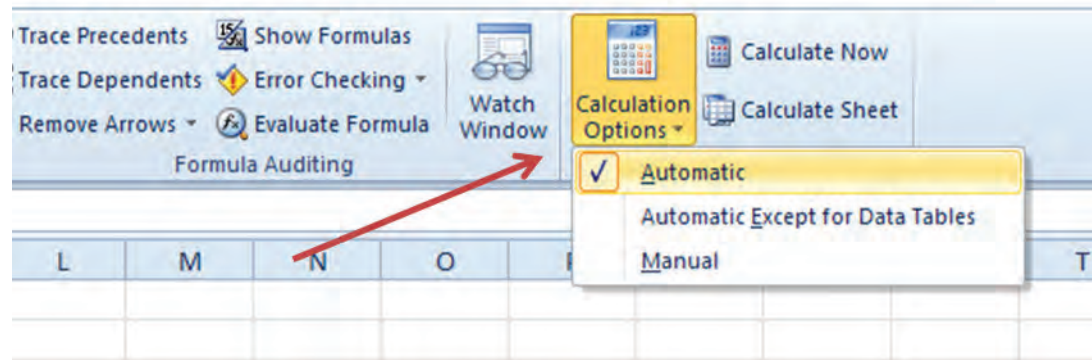 Trace Precedents
Show Formulas
Trace Dependents
Error Checking
Remove Arrows
Evaluate Formula
Formula Auditing
Watch
Window
Calculation
Options
Calculate Now
Calculate Sheet
Automatic
Automatic Except for Data Tables
Manual
L M N O T